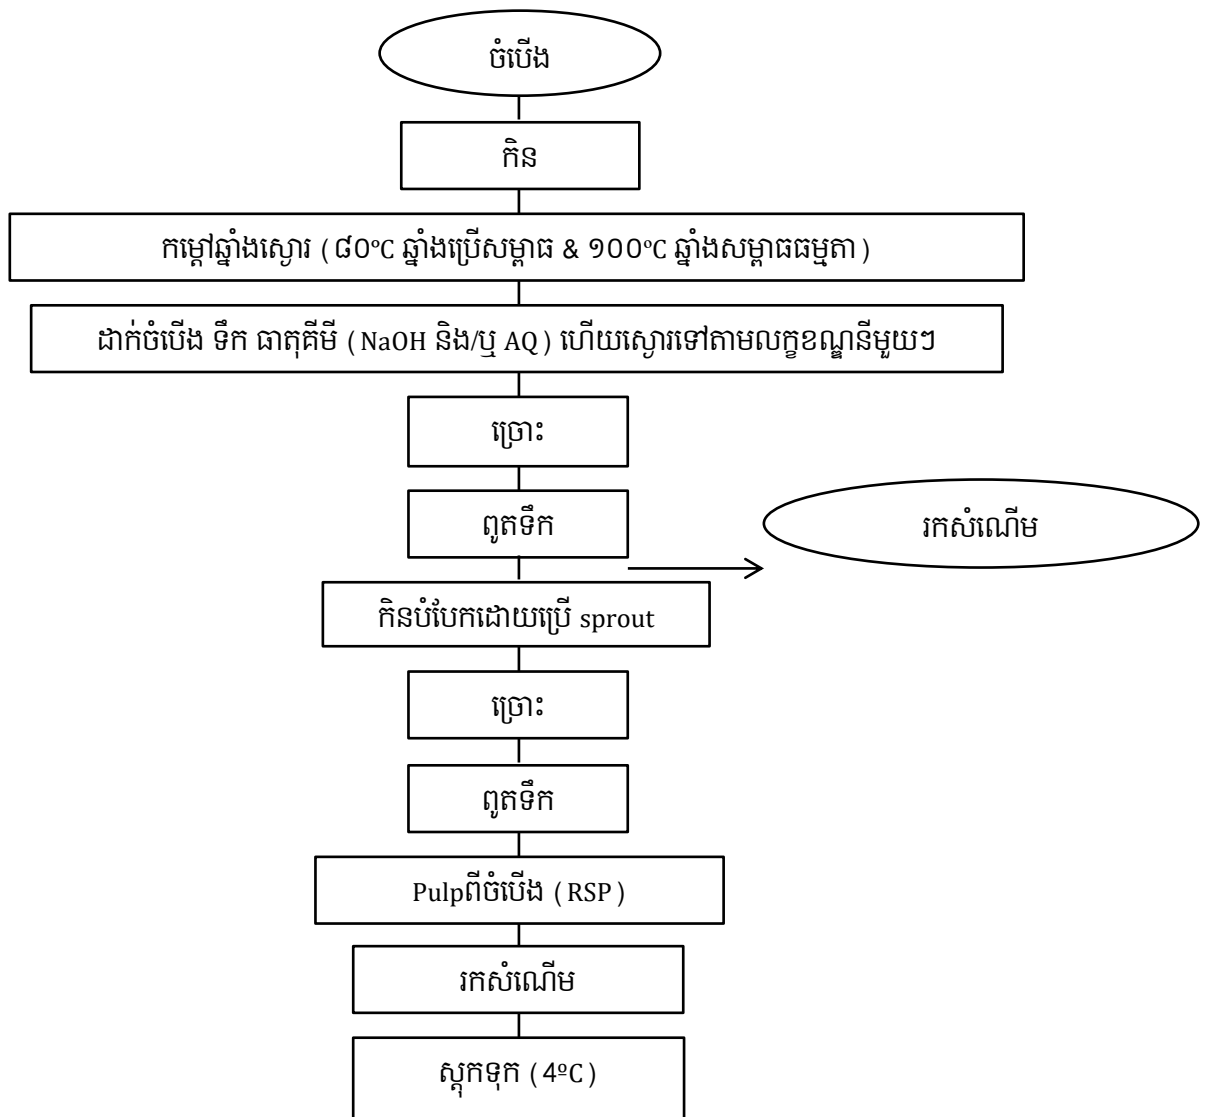 ចំបើង
កិន
កម្ដៅឆ្នាំងស្ងោរ (៨០ºC ឆ្នាំងប្រើសម្ពាធ & ១០០ºC ឆ្នាំងសម្ពាធធម្មតា)
ដាក់ចំបើង ទឹក ធាតុគីមី (NaOH និង/ឬ AQ) ហើយស្ងោរទៅតាមលក្ខខណ្ឌនីមួយៗ
ច្រោះ
ពូតទឹក
រកសំណើម
កិនបំបែកដោយប្រើ sprout
ច្រោះ
ពូតទឹក
Pulpពីចំបើង (RSP)
រកសំណើម
ស្តុកទុក (4ºC)